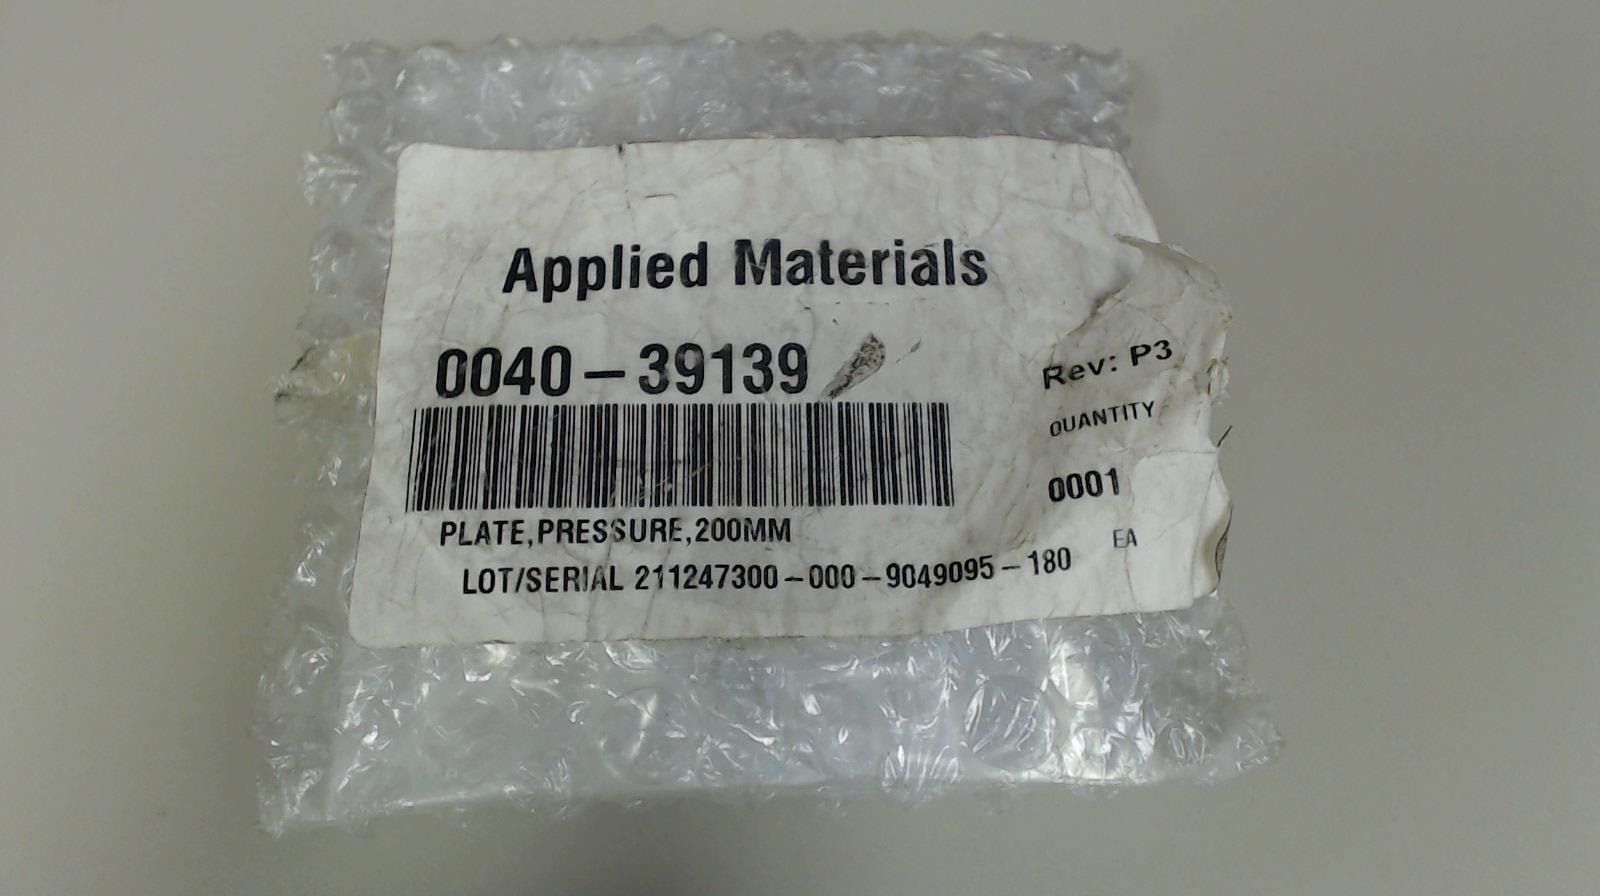 Applied Materials
0040-39139
Rev: P3
QUANTITY
0001
EA
PLATE,PRESSURE,200MM
LOT/SERIAL 211247300-000-9049095-180